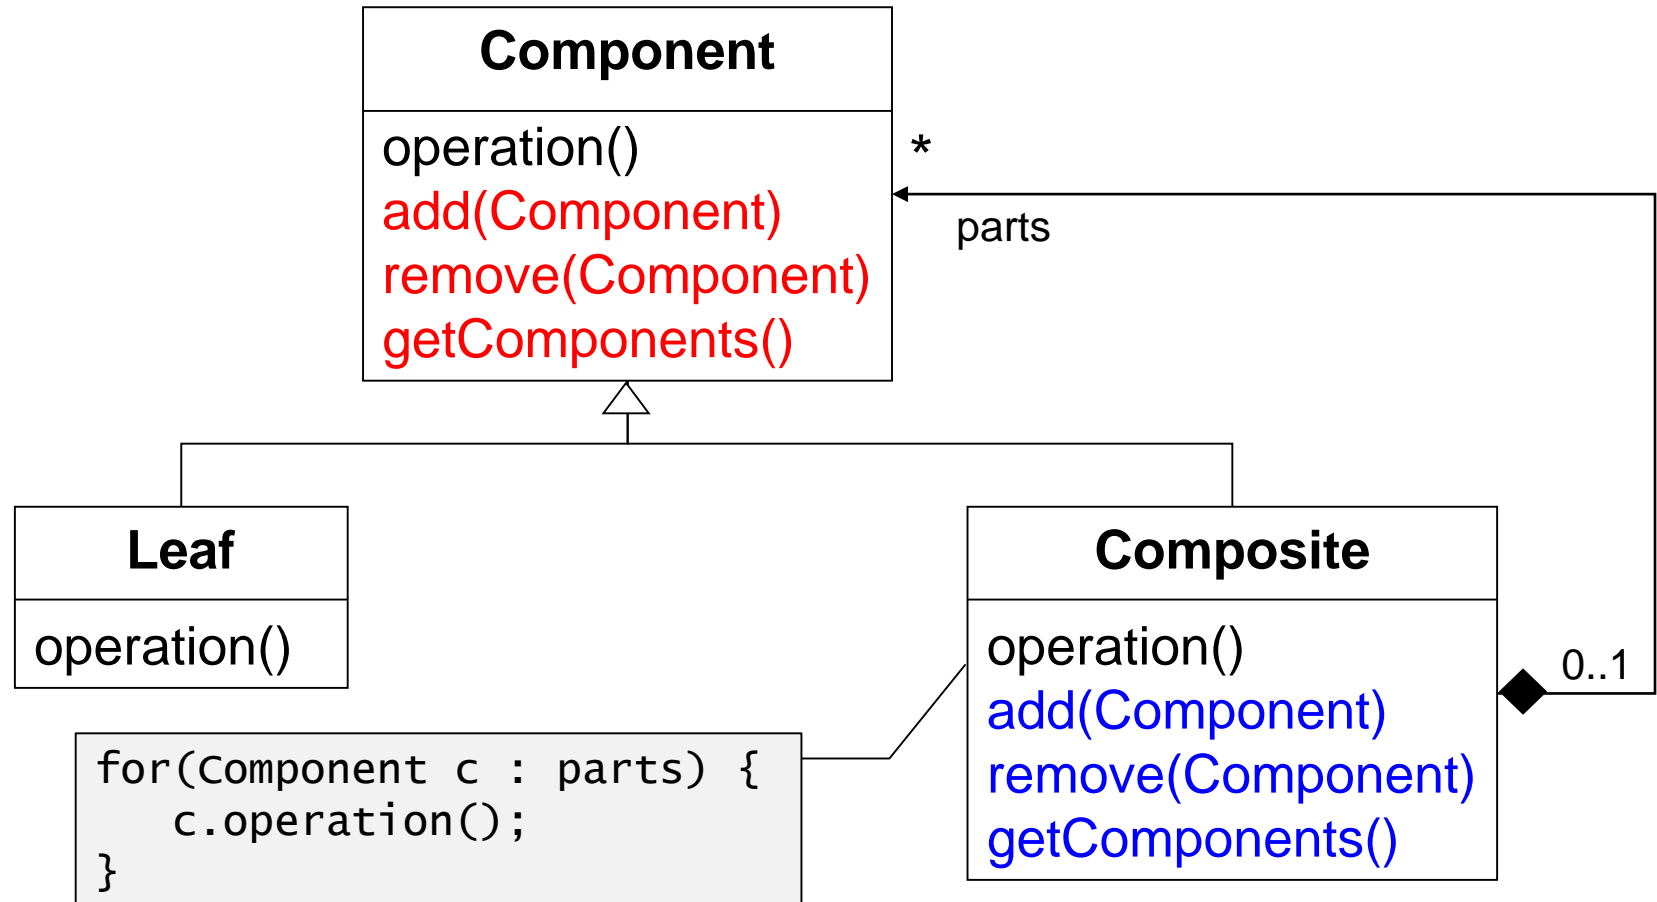 Component
operation()
add(Component)
remove(Component)
getComponents()
*
parts
Leaf
operation()
Composite
operation()
add(Component)
remove(Component)
getComponents()
0..1
for(Component c : parts) {
   c.operation();
}